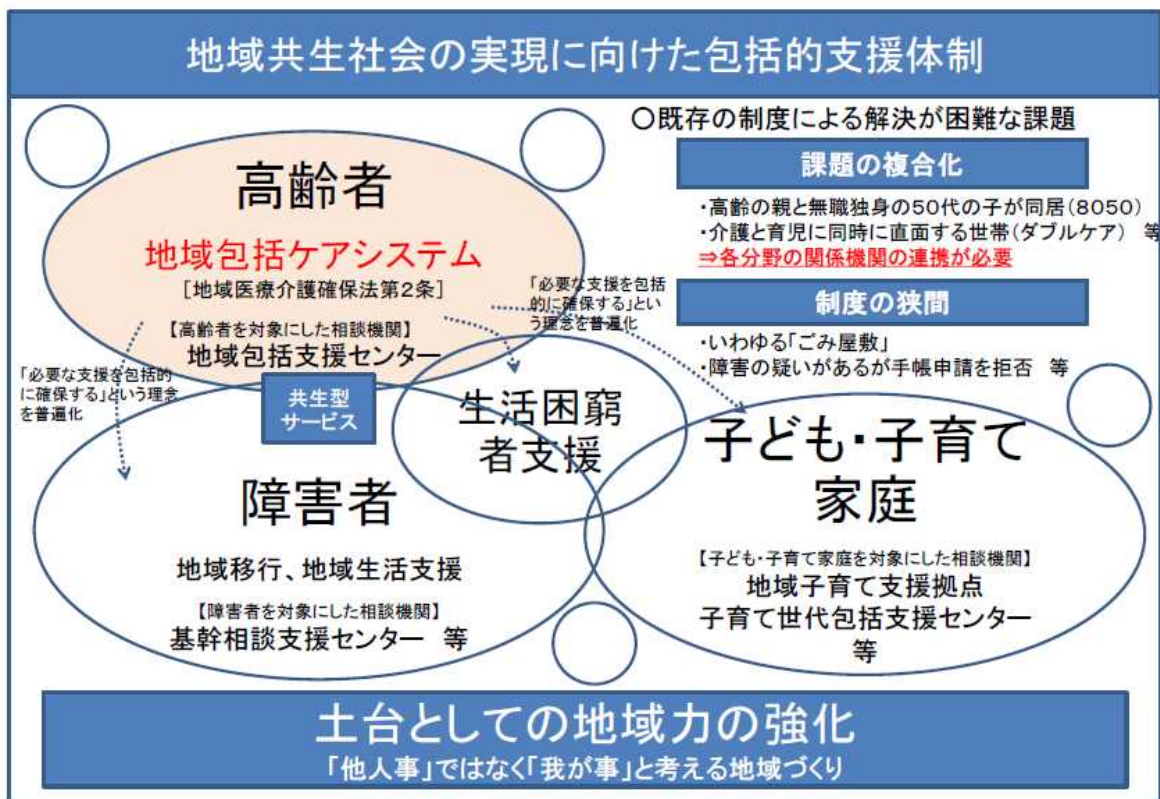 地域共生社会の実現に向けた包括的支援体制
高齢者
地域包括ケアシステム
[地域医療介護確保法第2条]
【高齢者を対象にした相談機関】
地域包括支援センター
「必要な支援を包括
的に確保する」とい
う理念を普遍化
「必要な支援を包括的
に確保する」という理念
を普遍化
共生型
サービス
生活困窮
者支援
障害者
地域移行、地域生活支援
【障害者を対象にした相談機関】
基幹相談支援センター 等
〇既存の制度による解決が困難な課題
課題の複合化
・高齢の親と無職独身の50代の子が同居(8050)
・介護と育児に同時に直面する世帯(ダブルケア) 等
⇒各分野の関係機関の連携が必要
制度の狭間
・いわゆる「ごみ屋敷」
・障害の疑いがあるが手帳申請を拒否 等
子ども・子育て
家庭
【子ども・子育て家庭を対象にした相談機関】
地域子育て支援拠点
子育て世代包括支援センター
等
土台としての地域力の強化
「他人事」ではなく「我が事」と考える地域づくり